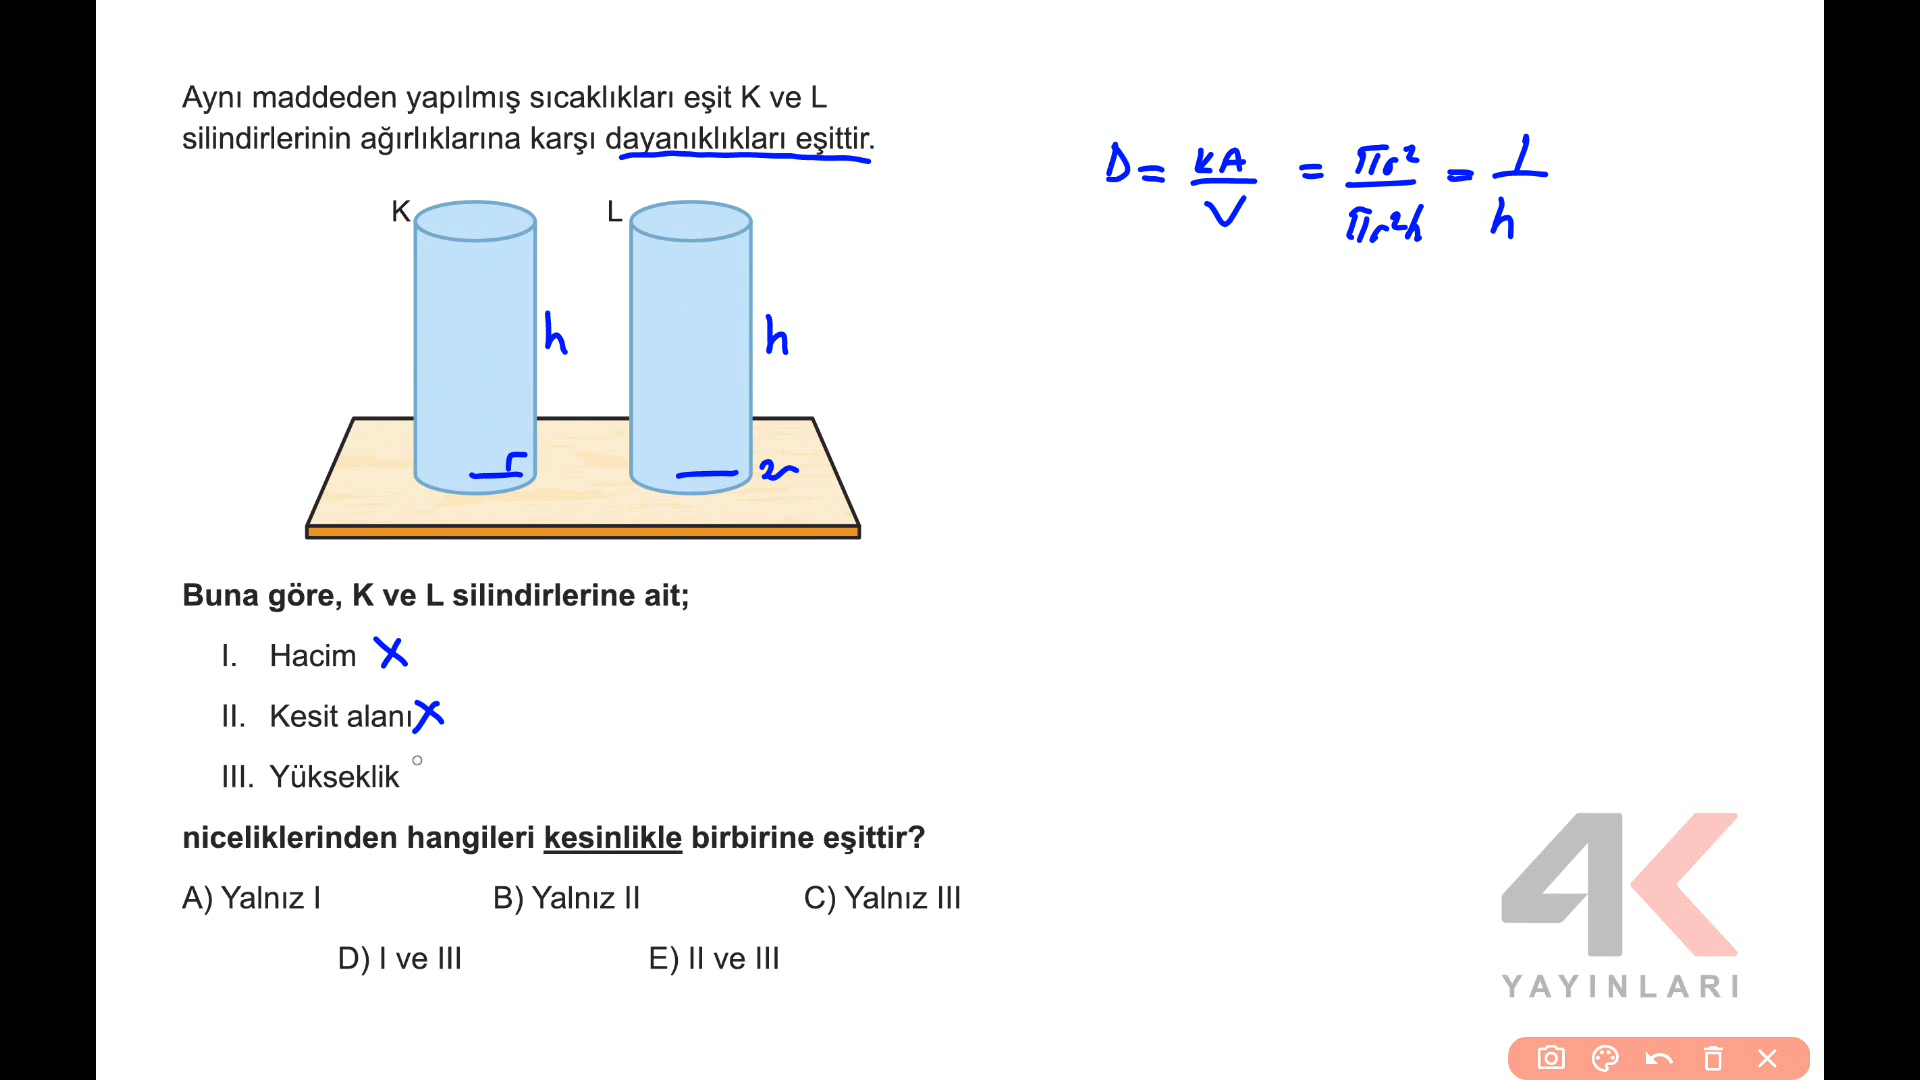 Aynı maddeden yapılmış sıcaklıkları eşit K ve L
silindirlerinin ağırlıklarına karşı dayanıklıkları eşittir.
D = kA / V = πr² / πr²h = 1 / h
K
L
h
h
r
2r
Buna göre, K ve L silindirlerine ait;
I. Hacim X
II. Kesit alanı X
III. Yükseklik
niceliklerinden hangileri kesinlikle birbirine eşittir?
A) Yalnız I B) Yalnız II C) Yalnız III
D) I ve III E) II ve III
4K
YAYINLARI